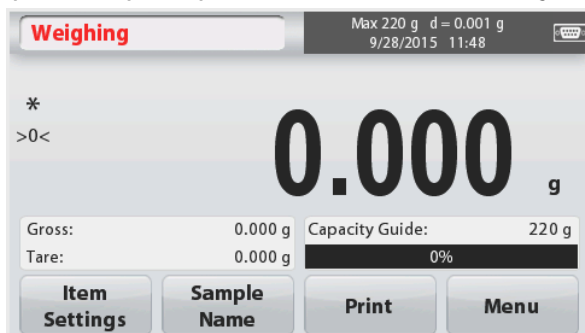 Weighing
Max 220 g d = 0.001 g
9/28/2015 11:48
*
>0<
0.000 g
Gross: 0.000 g
Tare: 0.000 g
Capacity Guide: 220 g
0%
Item Settings
Sample Name
Print
Menu